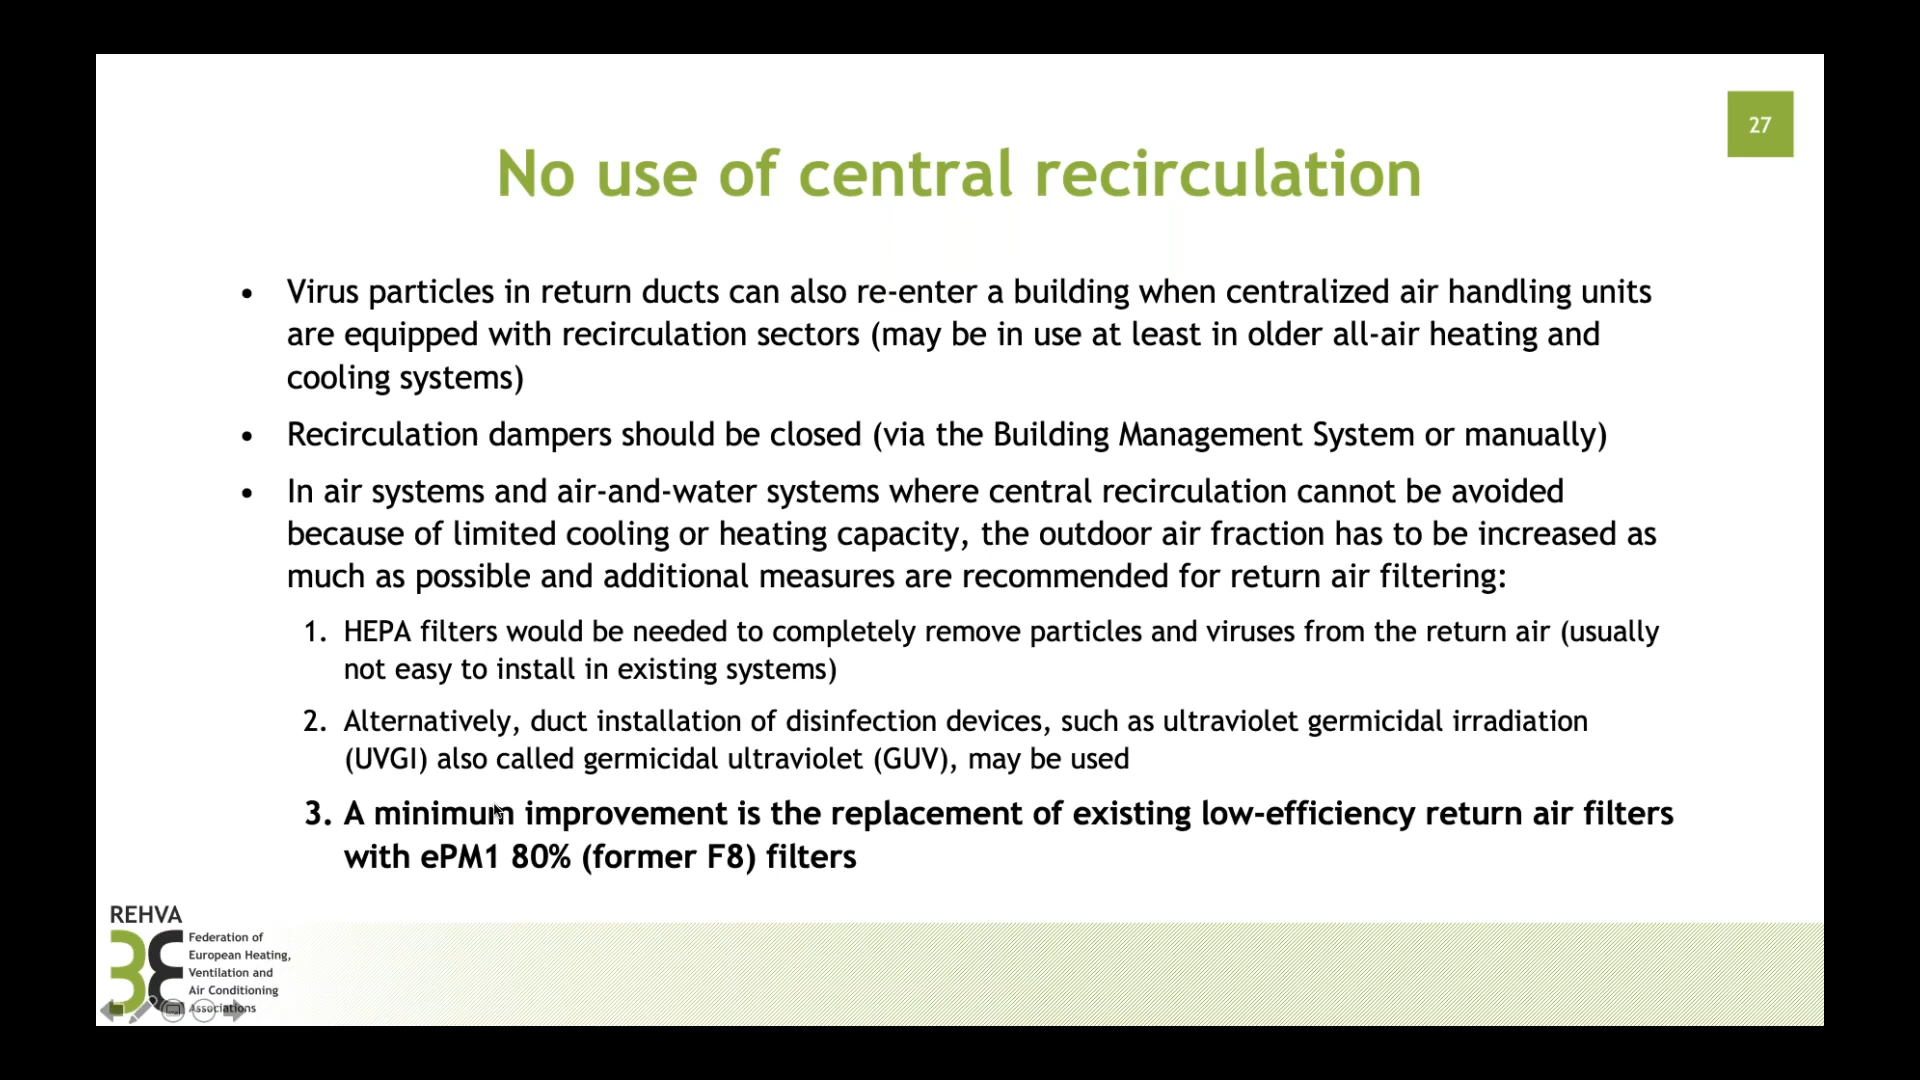 27
No use of central recirculation
• Virus particles in return ducts can also re-enter a building when centralized air handling units
are equipped with recirculation sectors (may be in use at least in older all-air heating and
cooling systems)
• Recirculation dampers should be closed (via the Building Management System or manually)
• In air systems and air-and-water systems where central recirculation cannot be avoided
because of limited cooling or heating capacity, the outdoor air fraction has to be increased as
much as possible and additional measures are recommended for return air filtering:
1. HEPA filters would be needed to completely remove particles and viruses from the return air (usually
not easy to install in existing systems)
2. Alternatively, duct installation of disinfection devices, such as ultraviolet germicidal irradiation
(UVGI) also called germicidal ultraviolet (GUV), may be used
3. A minimum improvement is the replacement of existing low-efficiency return air filters
with ePM1 80% (former F8) filters
REHVA
Federation of
European Heating,
Ventilation and
Air Conditioning
Associations